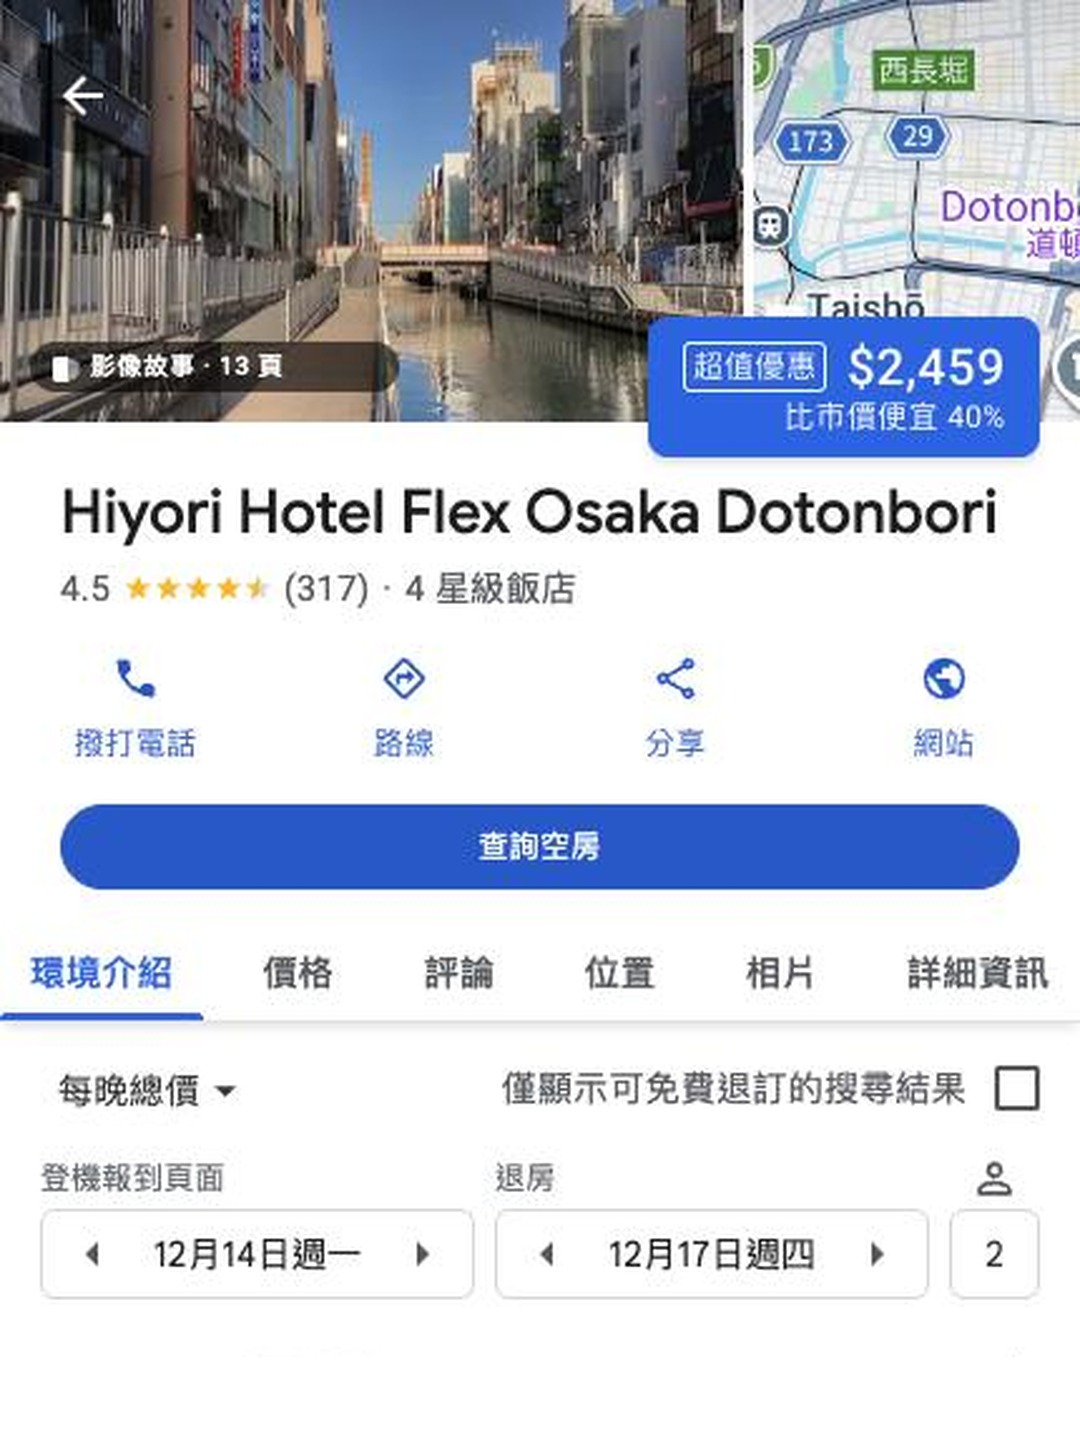 西長堀
173
29
Taishō
影像故事 · 13 頁
超值優惠 $2,459
比市價便宜 40%
Hiyori Hotel Flex Osaka Dotonbori
4.5 (317) · 4 星級飯店
撥打電話 路線 分享 網站
查詢空房
環境介紹 價格 評論 位置 相片 詳細資訊
每晚總價 僅顯示可免費退訂的搜尋結果
登機報到頁面 退房
12月14日週一 12月17日週四 2